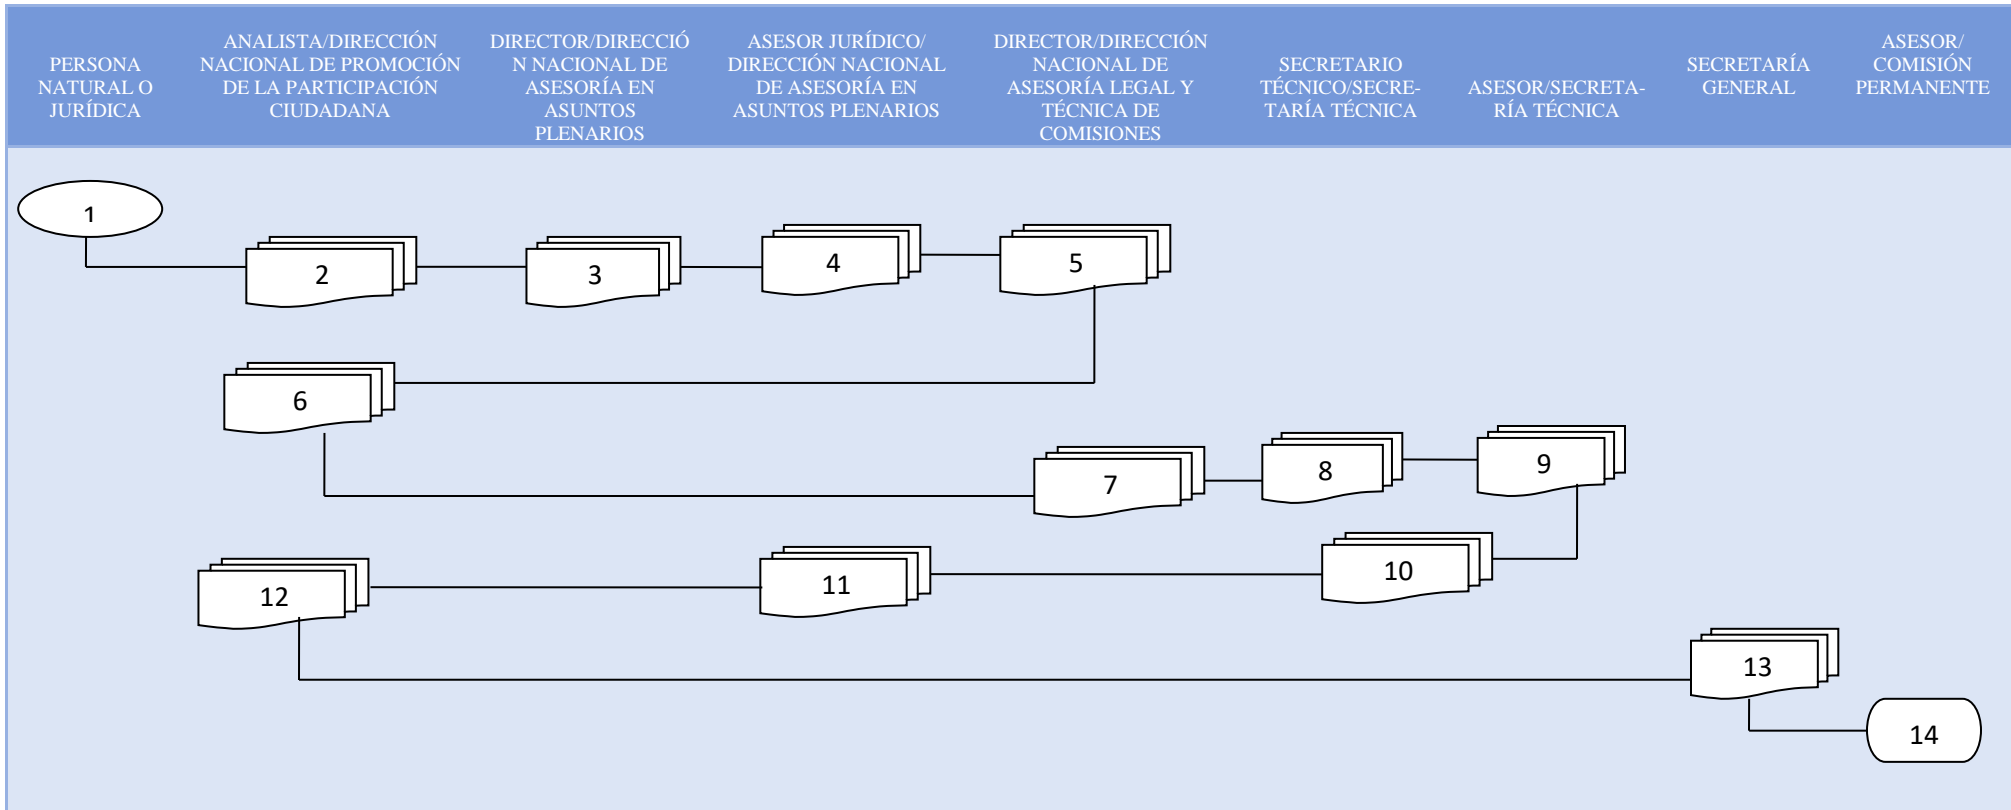 PERSONA
NATURAL O
JURÍDICA
ANALISTA/DIRECCIÓN
NACIONAL DE PROMOCIÓN
DE LA PARTICIPACIÓN
CIUDADANA
DIRECTOR/DIRECCIÓ
N NACIONAL DE
ASESORÍA EN
ASUNTOS
PLENARIOS
ASESOR JURÍDICO/
DIRECCIÓN NACIONAL
DE ASESORÍA EN
ASUNTOS PLENARIOS
DIRECTOR/DIRECCIÓN
NACIONAL DE
ASESORÍA LEGAL Y
TÉCNICA DE
COMISIONES
SECRETARIO
TÉCNICO/SECRE-
TARÍA TÉCNICA
ASESOR/SECRETA-
RÍA TÉCNICA
SECRETARÍA
GENERAL
ASESOR/
COMISIÓN
PERMANENTE
1
2
3
4
5
6
7
8
9
10
11
12
13
14